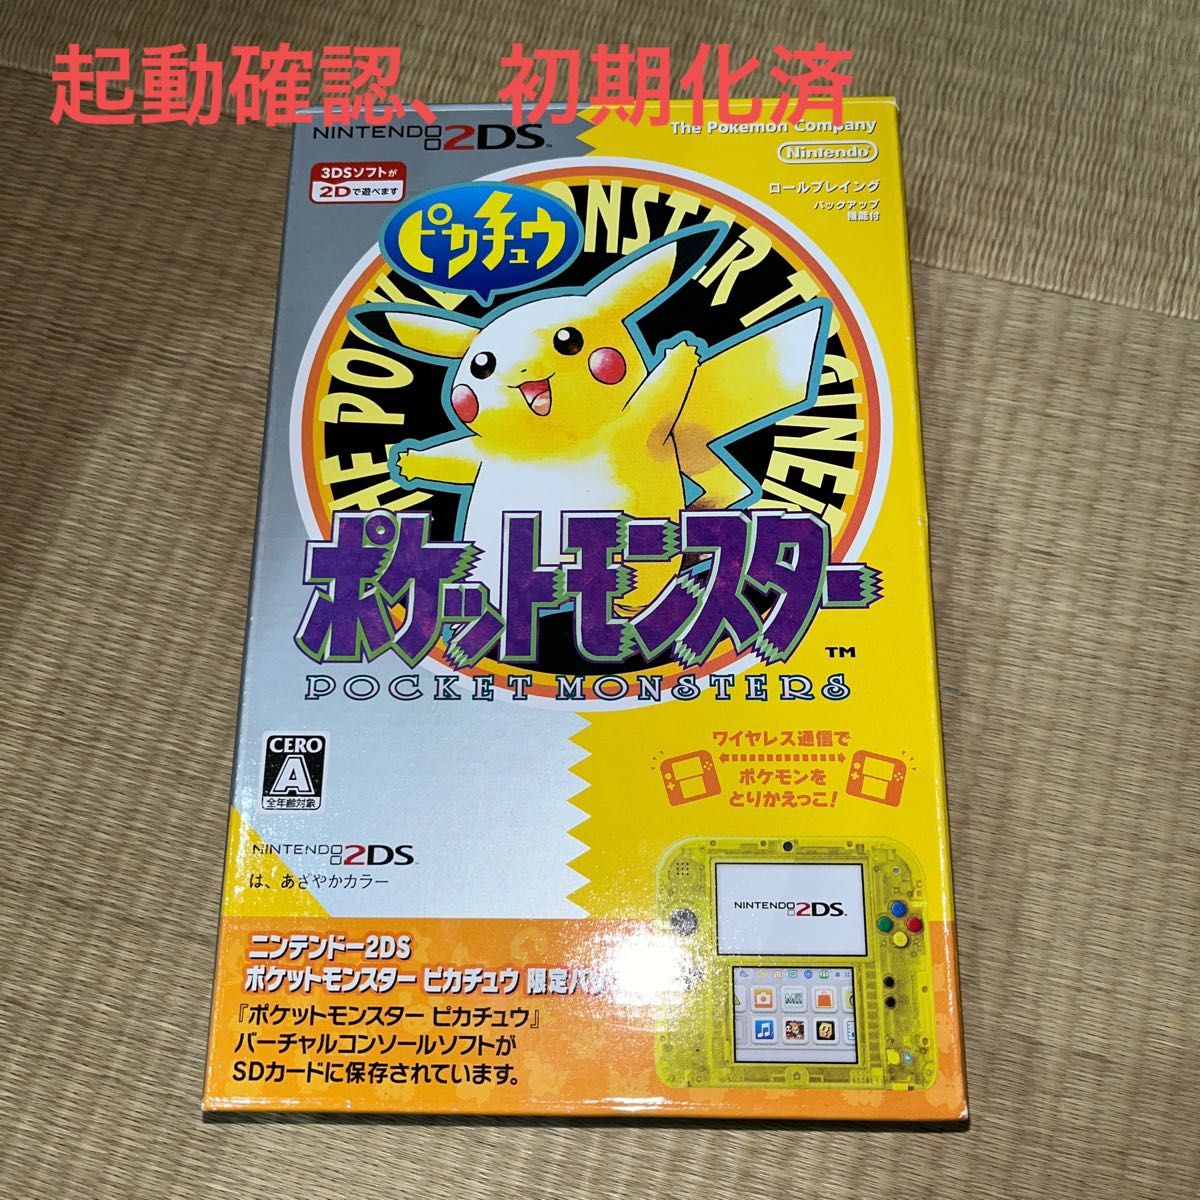 起動確認、初期化済
NINTENDO 2DS™
The Pokémon Company
Nintendo
3DSソフトが
2Dで遊べます
ロールプレイング
バックアップ
機能付
ピカチュウ
ポケットモンスター
TM
POCKET MONSTERS
CERO
A
全年齢対象
ワイヤレス通信で
ポケモンを
とりかえっこ!
NINTENDO 2DS
は、あざやかカラー
NINTENDO 2DS
Mii
ニンテンドー2DS
ポケットモンスター ピカチュウ 限定パッ
『ポケットモンスター ピカチュウ』
バーチャルコンソールソフトが
SDカードに保存されています。